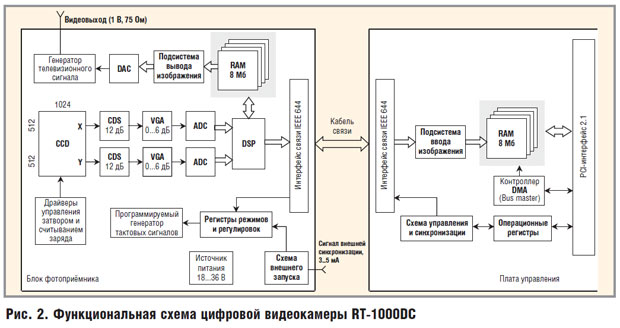 Видеовыход (1 В, 75 Ом)
Генератор
телевизионного
сигнала
DAC
Подсистема
вывода
изображения
RAM
8 Мб
1024
512
512
CCD
X
Y
CDS
12 дБ
VGA
0...6 дБ
ADC
CDS
12 дБ
VGA
0...6 дБ
ADC
DSP
Интерфейс связи IEEE 644
Драйверы
управления
затвором и
считыванием
заряда
Программируемый
генератор
тактовых сигналов
Регистры режимов
и регулировок
Источник
питания
18...36 В
Схема
внешнего
запуска
Блок фотоприёмника
Кабель
связи
Сигнал внешней
синхронизации,
3...5 мА
Интерфейс связи IEEE 644
Подсистема
ввода
изображения
RAM
8 Мб
Контроллер
DMA
(Bus master)
Схема управления
и синхронизации
Операционные
регистры
PCI-интерфейс 2.1
Плата управления
Рис. 2. Функциональная схема цифровой видеокамеры RT-1000DC